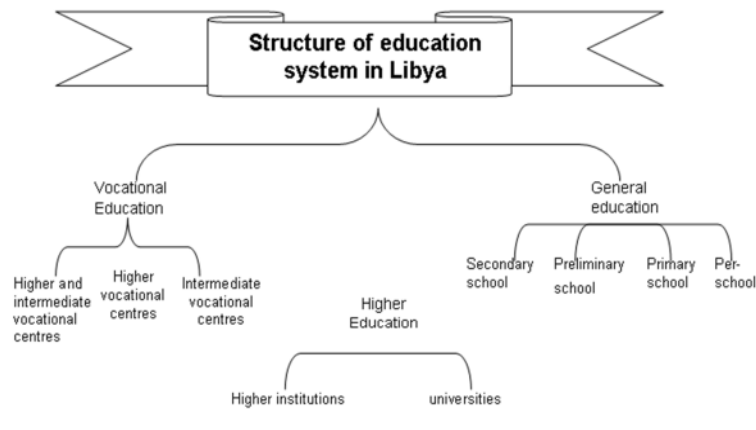 Structure of education
system in Libya
Vocational
Education
General
education
Higher and
intermediate
vocational
centres
Higher
vocational
centres
Intermediate
vocational
centres
Secondary
school
Preliminary
school
Primary
school
Per-
school
Higher
Education
Higher institutions
universities